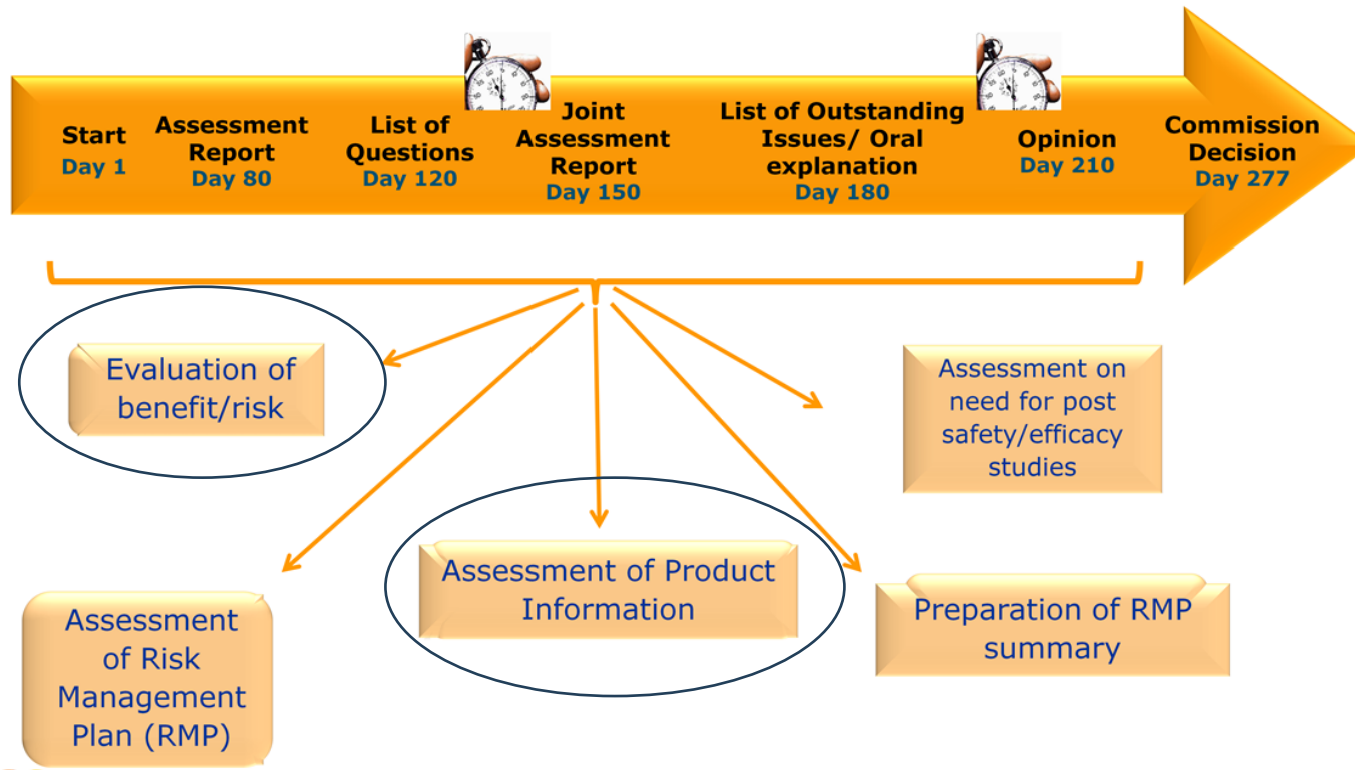 Start
Day 1
Assessment
Report
Day 80
List of
Questions
Day 120
Joint
Assessment
Report
Day 150
List of Outstanding
Issues/ Oral
explanation
Day 180
Opinion
Day 210
Commission
Decision
Day 277
Evaluation of
benefit/risk
Assessment on
need for post
safety/efficacy
studies
Assessment
of Risk
Management
Plan (RMP)
Assessment of Product
Information
Preparation of RMP
summary